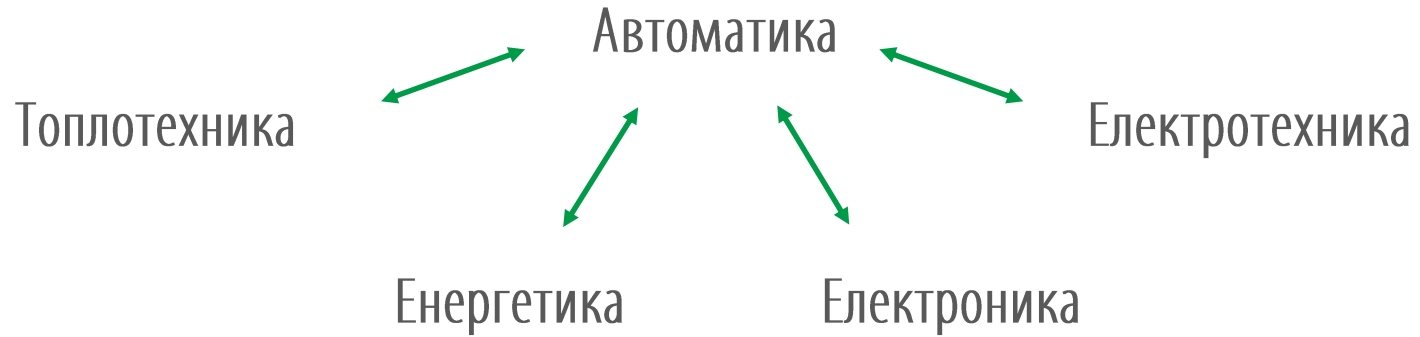 Автоматика
Топлотехника
Електротехника
Енергетика
Електроника